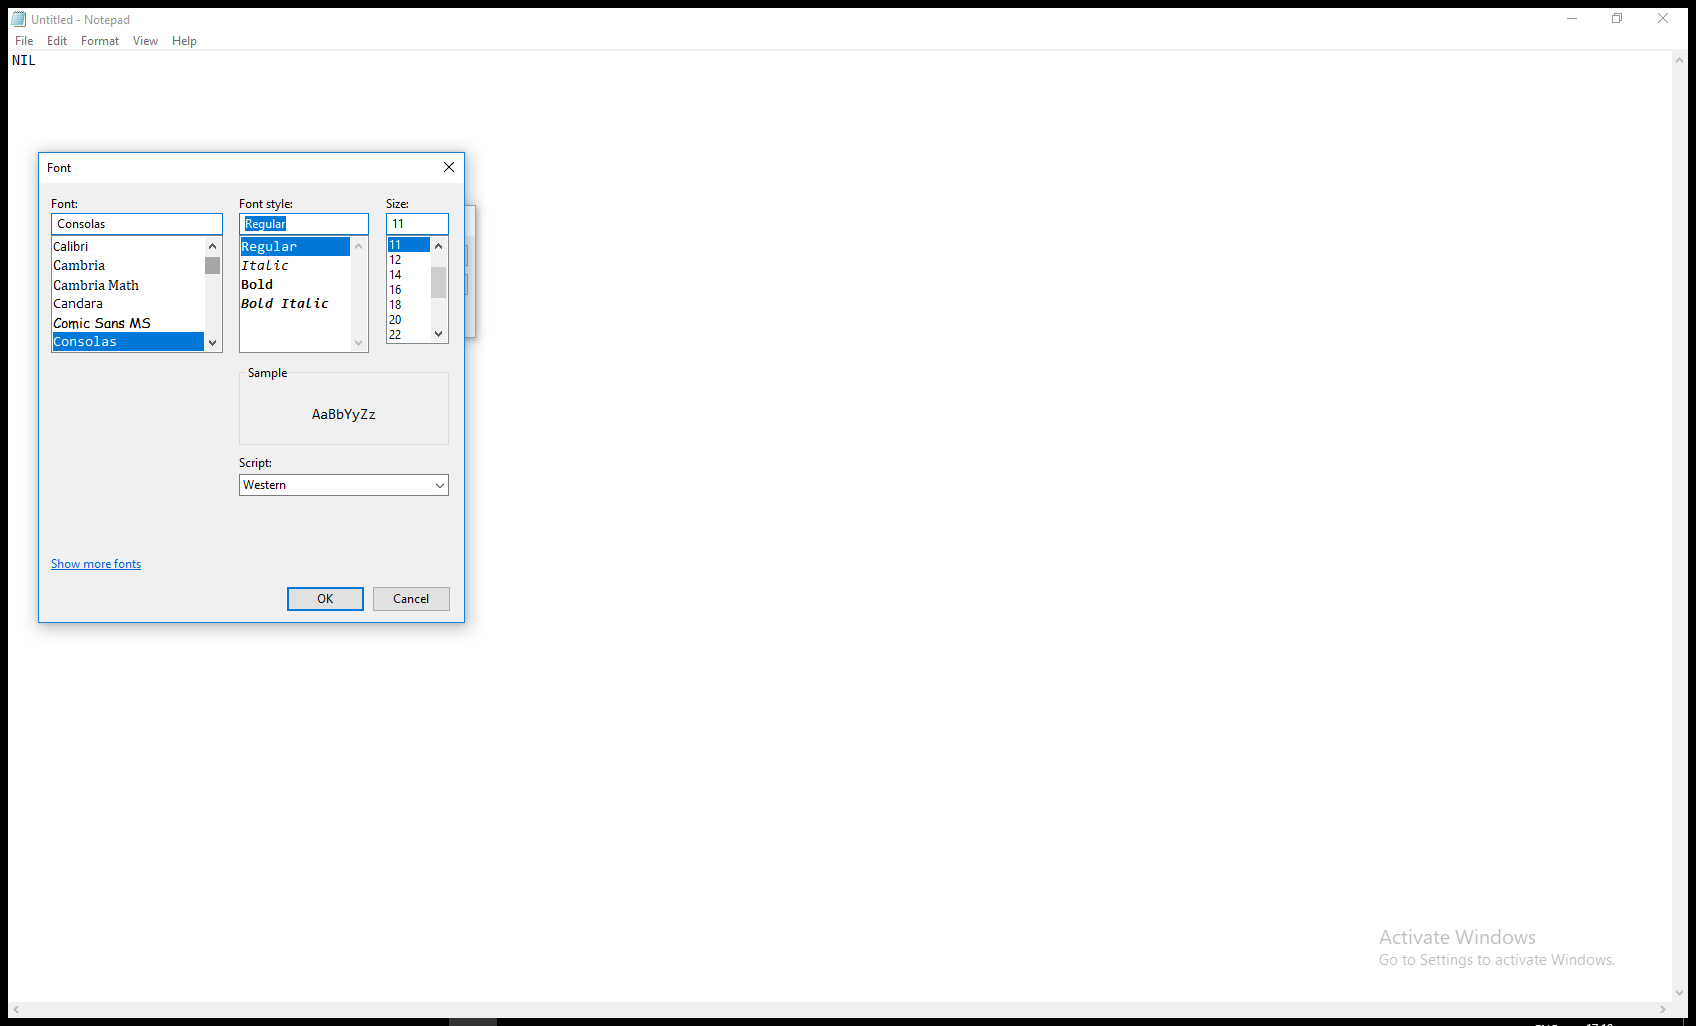 Untitled - Notepad
File Edit Format View Help
NIL
Font
Font: Font style: Size:
Consolas Regular 11
Calibri
Cambria
Cambria Math
Candara
Comic Sans MS
Consolas
Regular
Italic
Bold
Bold Italic
11
12
14
16
18
20
22
Sample
AaBbYyZz
Script:
Western
Show more fonts
OK Cancel
Activate Windows
Go to Settings to activate Windows.